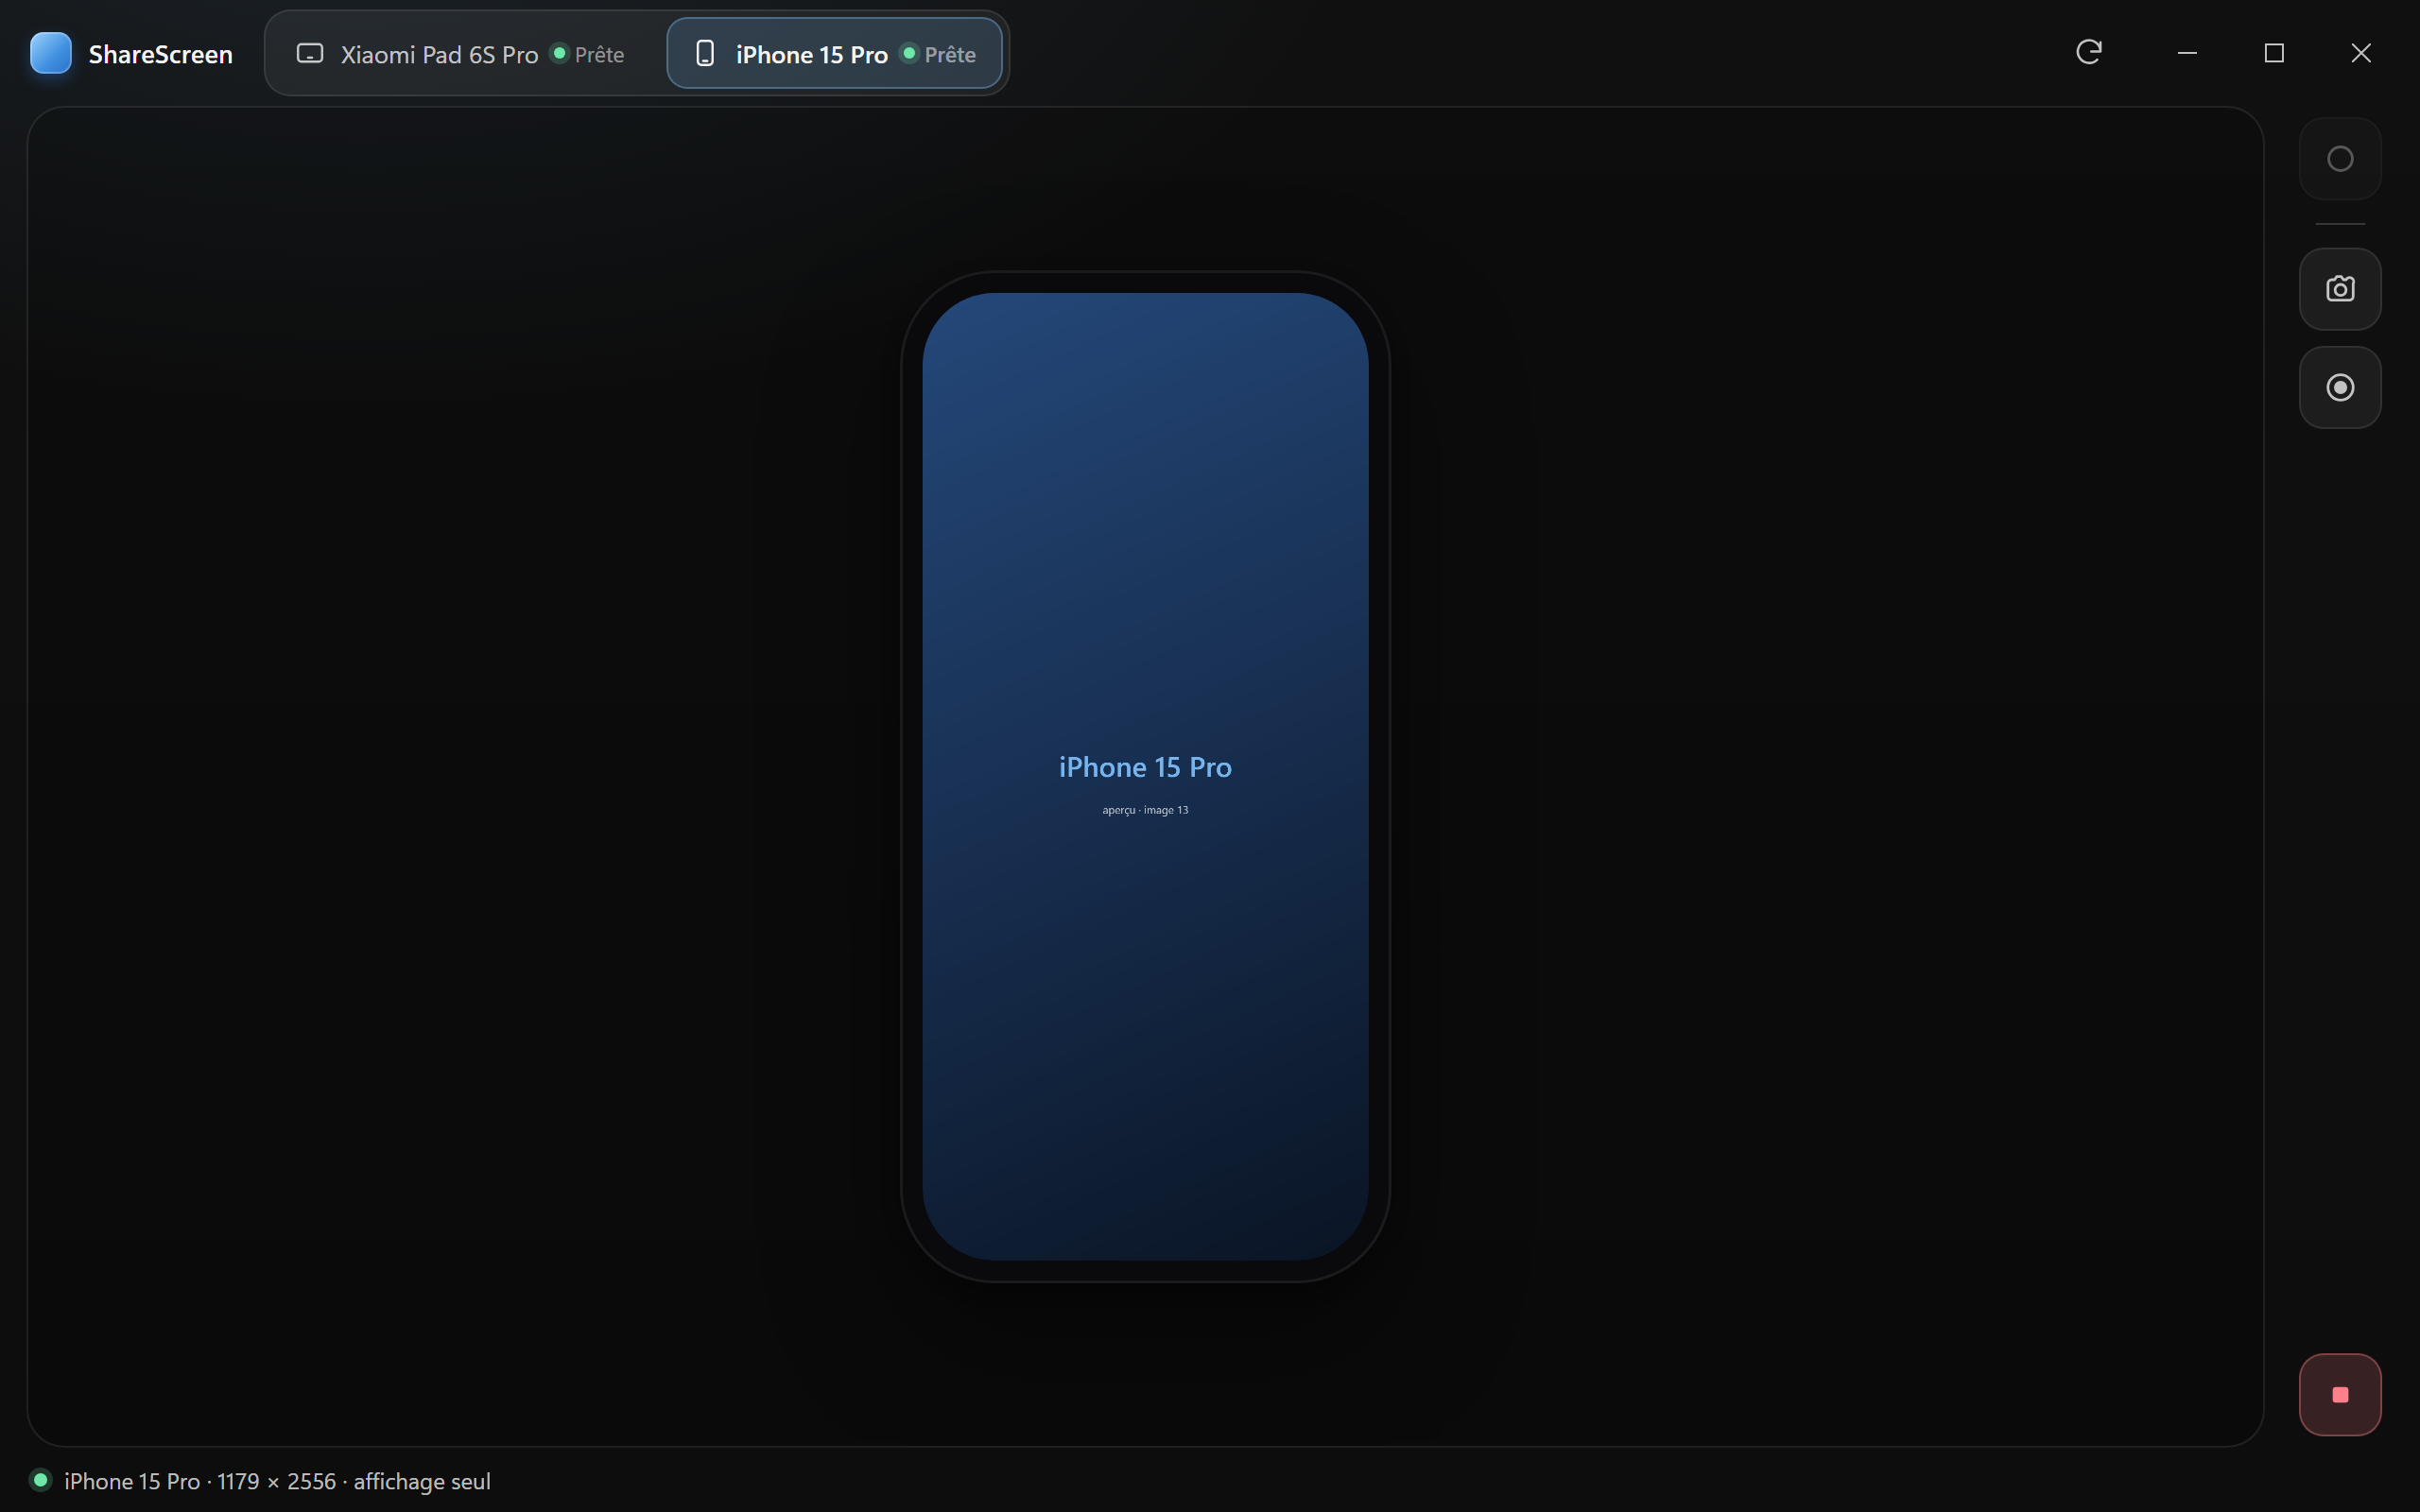 ShareScreen
Xiaomi Pad 6S Pro Prête
iPhone 15 Pro Prête
iPhone 15 Pro
aperçu · image 13
iPhone 15 Pro · 1179 × 2556 · affichage seul